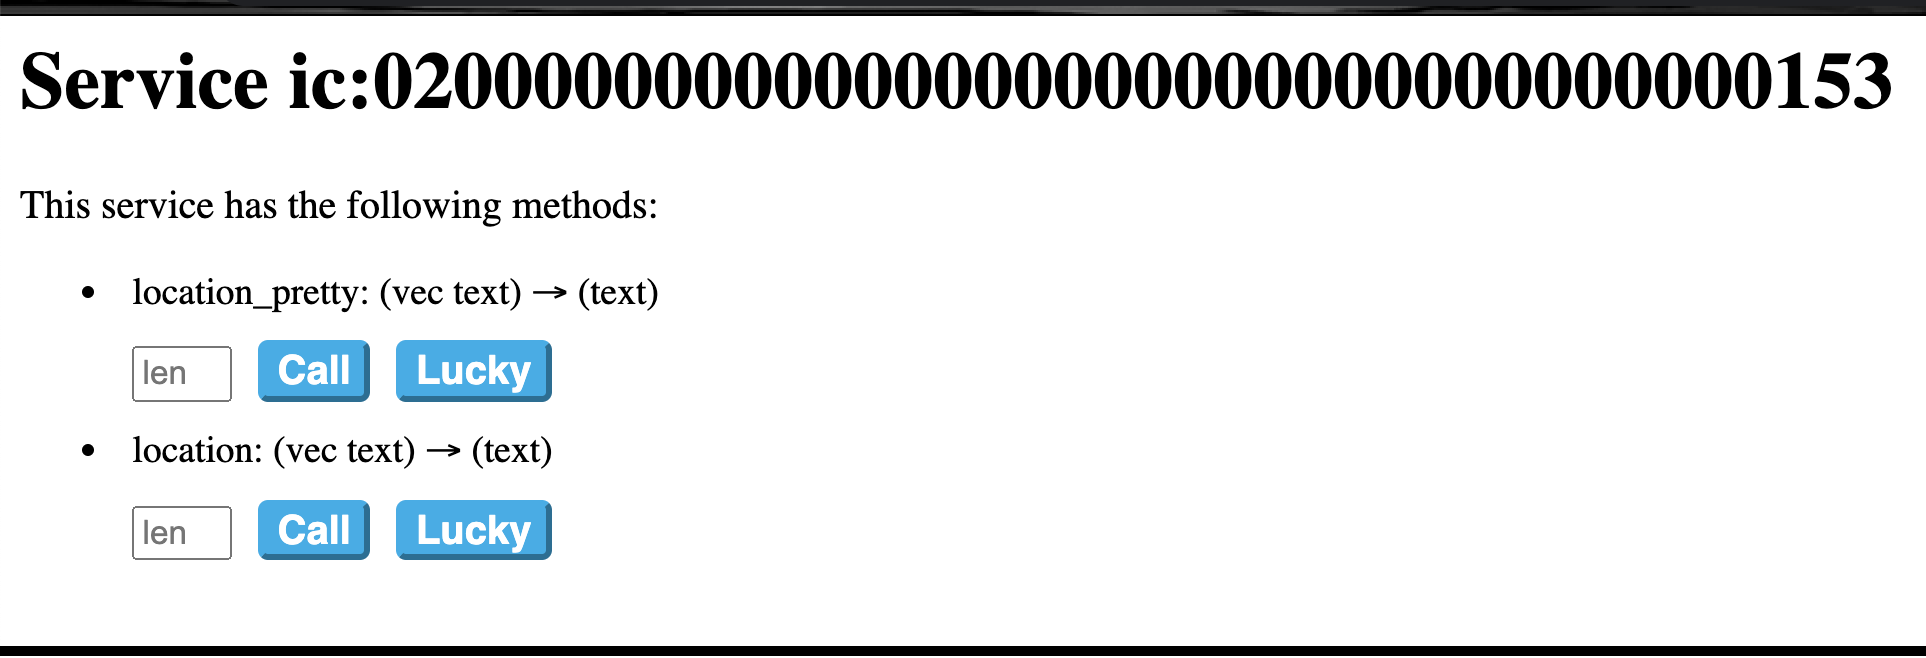 Service ic:02000000000000000000000000000000000153
This service has the following methods:
location_pretty: (vec text) → (text)
len Call Lucky
location: (vec text) → (text)
len Call Lucky